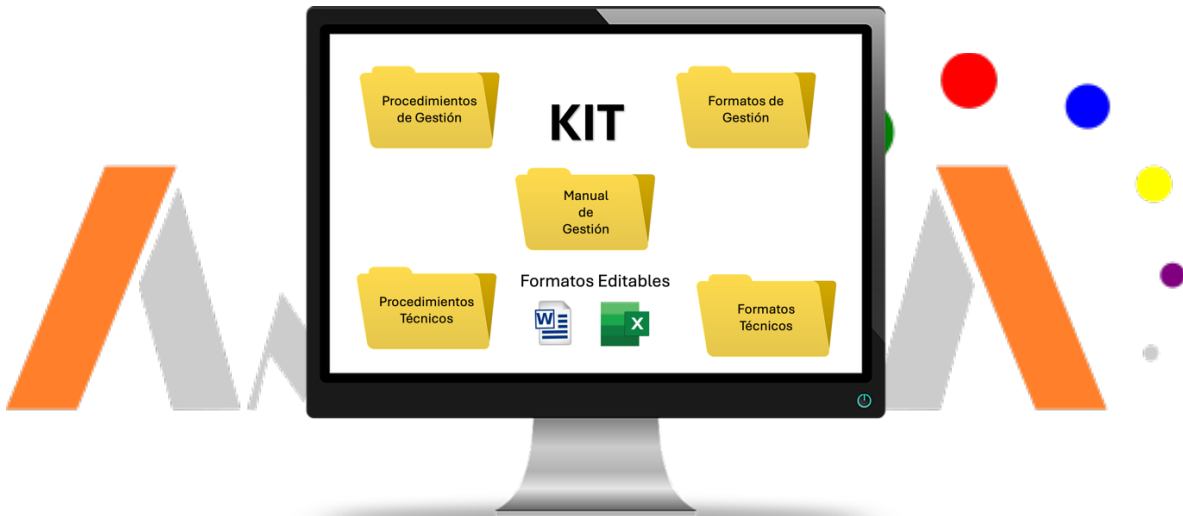 Procedimientos
de Gestión
KIT
Formatos de
Gestión
Manual
de
Gestión
Formatos Editables
Procedimientos
Técnicos
W
X
Formatos
Técnicos